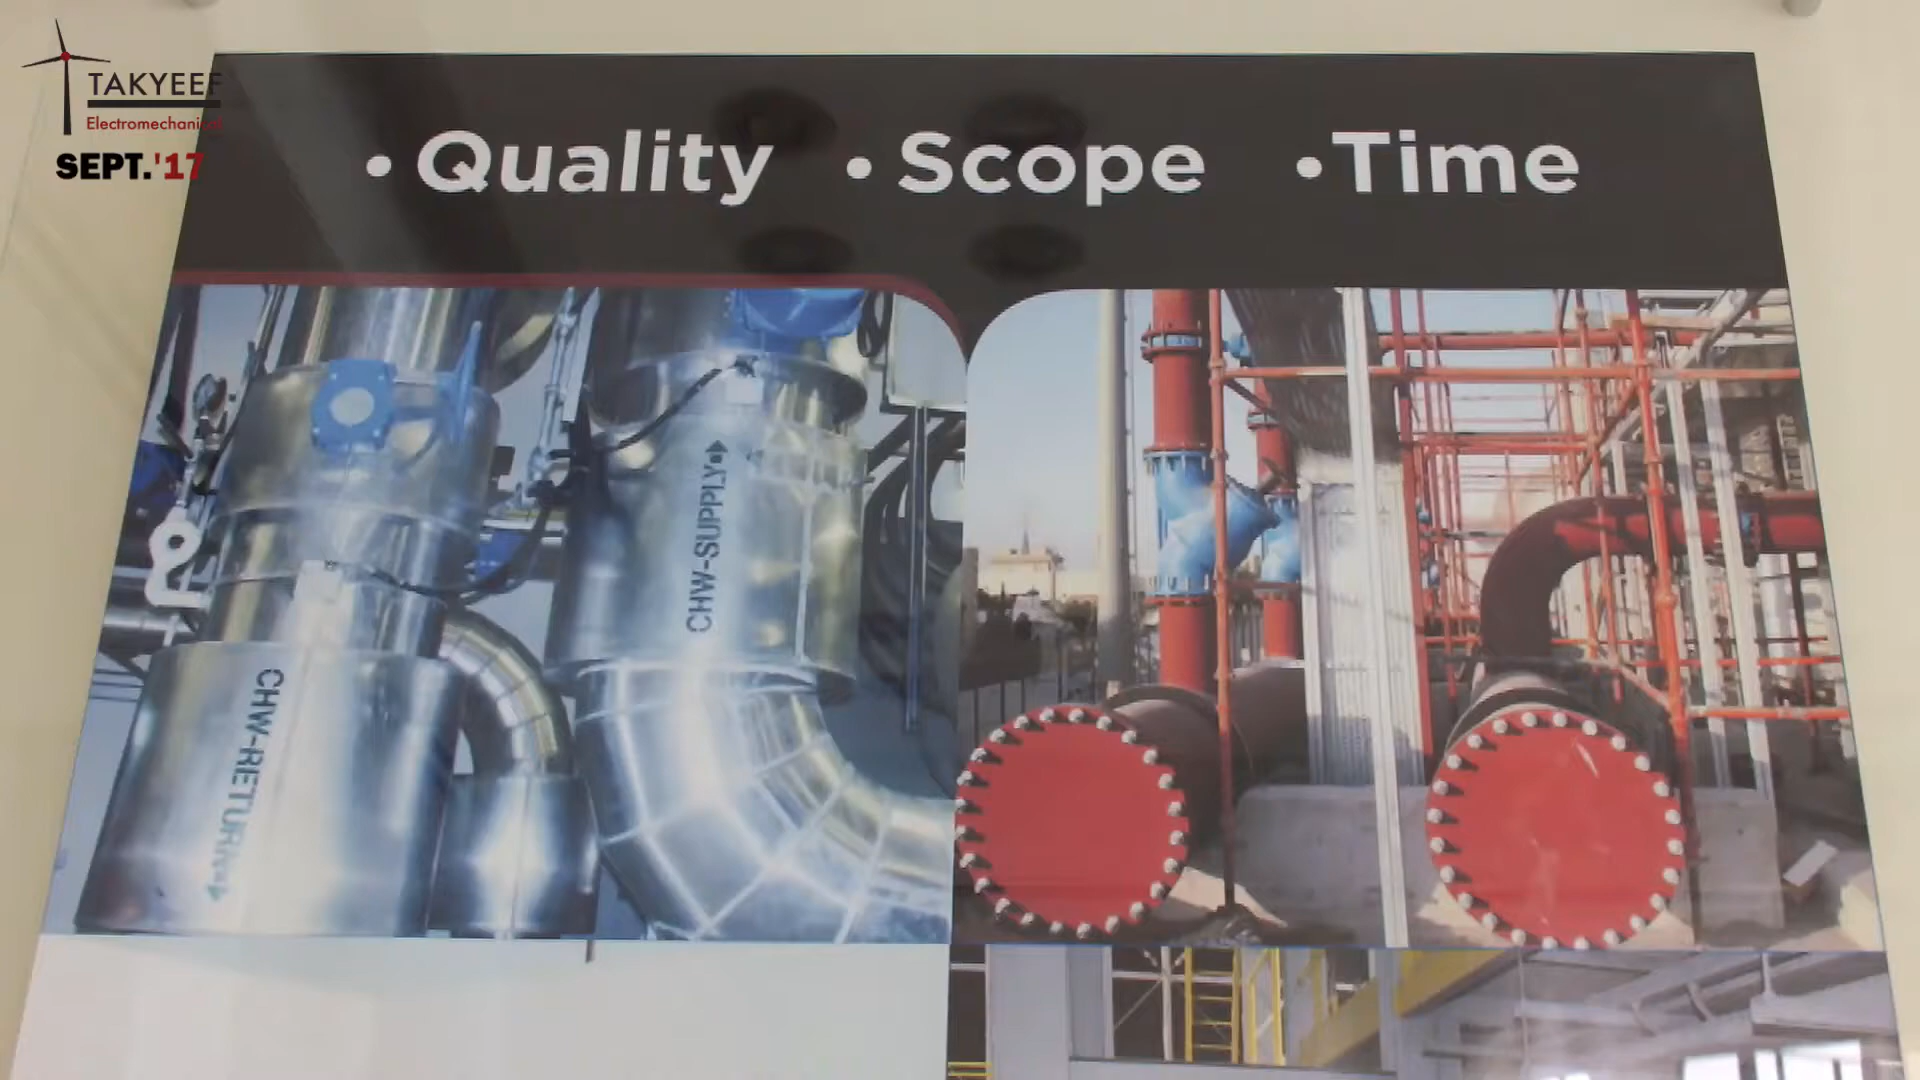 TAKYEEF
Electromechanical
SEPT.'17
• Quality • Scope • Time
CHW-SUPPLY
CHW-RETURN